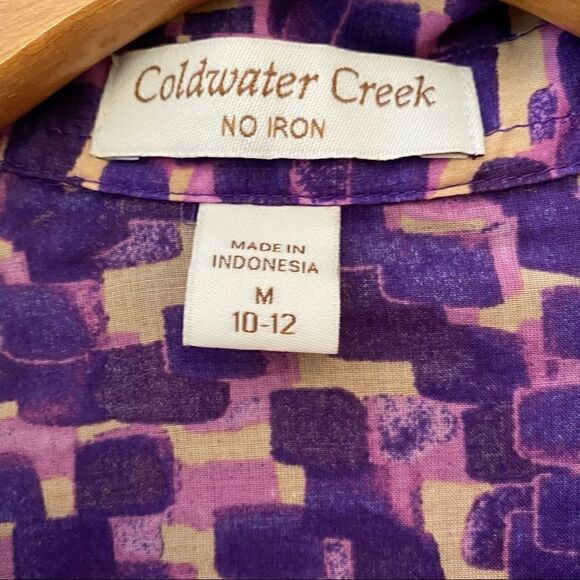 Coldwater Creek
NO IRON
MADE IN
INDONESIA
M
10-12